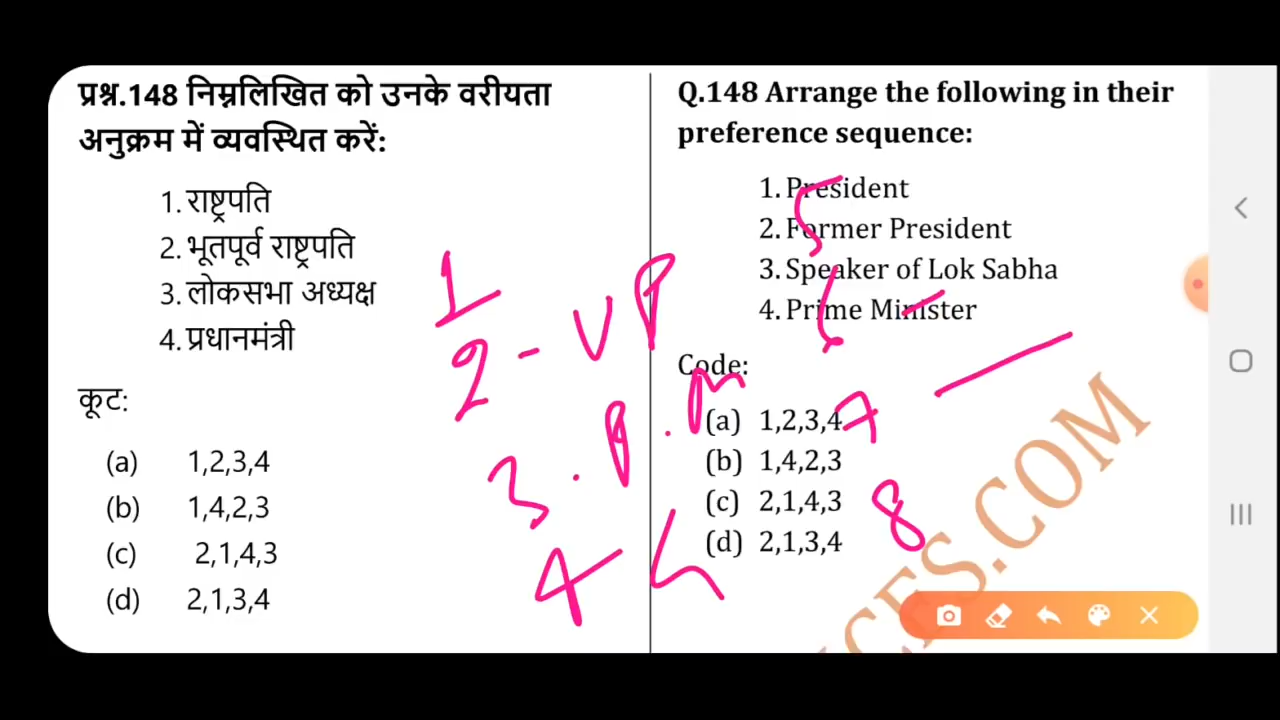 प्रश्न.148 निम्नलिखित को उनके वरीयता
अनुक्रम में व्यवस्थित करें:
1. राष्ट्रपति
2. भूतपूर्व राष्ट्रपति
3. लोकसभा अध्यक्ष
4. प्रधानमंत्री
कूट:
(a) 1,2,3,4
(b) 1,4,2,3
(c) 2,1,4,3
(d) 2,1,3,4
1
2 - VP
3. P. M
4
Q.148 Arrange the following in their
preference sequence:
1. President
2. Former President
3. Speaker of Lok Sabha
4. Prime Minister
Code:
(a) 1,2,3,4
(b) 1,4,2,3
(c) 2,1,4,3
(d) 2,1,3,4
5
6
7
8
CES.COM